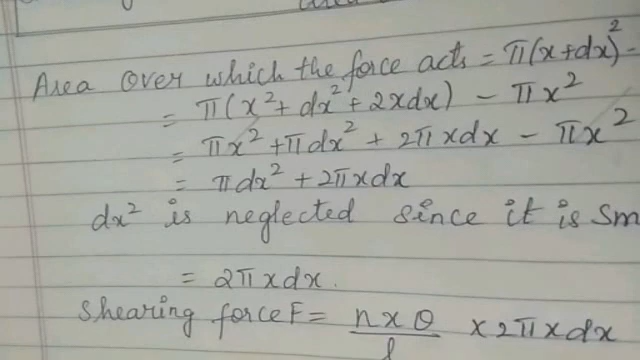 Area over which the force acts = π(x+dx)² -
= π(x² + dx² + 2xdx) - πx²
= πx² + πdx² + 2πxdx - πx²
= πdx² + 2πxdx
dx² is neglected since it is sm
= 2πxdx.
Shearing force F = nxθ/l × 2πxdx